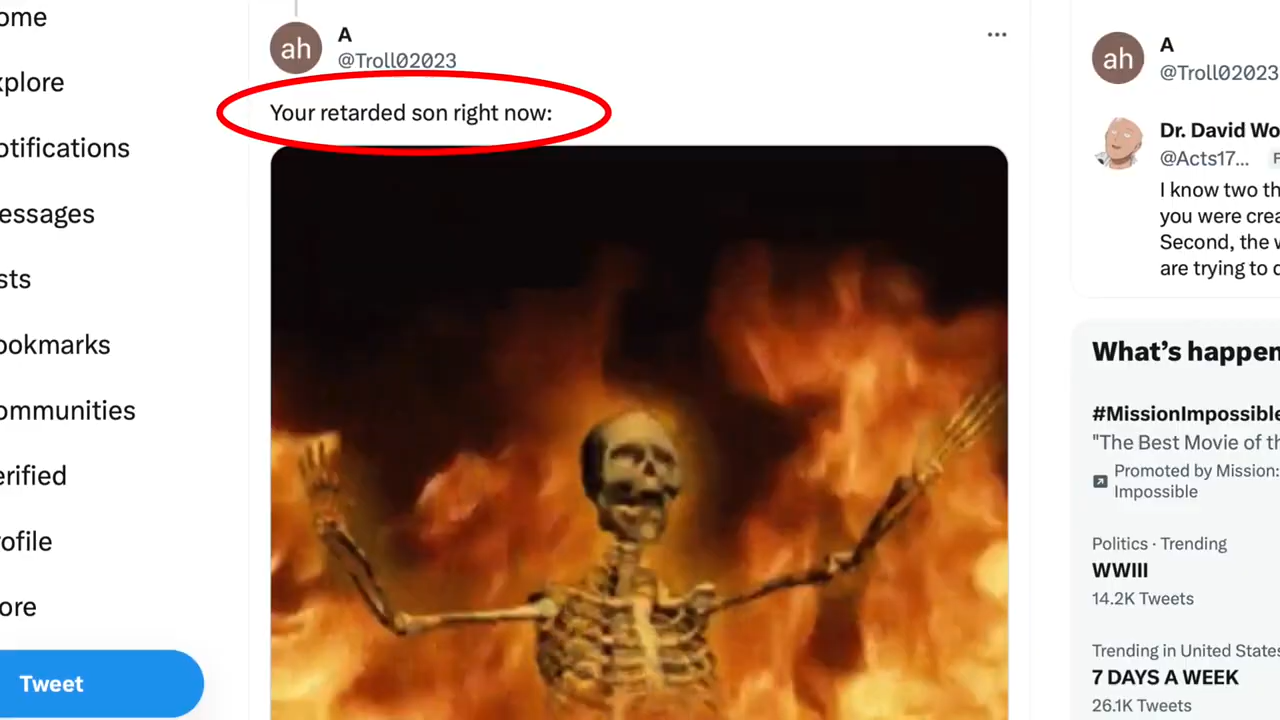 ome
xplore
otifications
essages
sts
ookmarks
ommunities
erified
rofile
ore
Tweet
ah
A
@Troll02023
Your retarded son right now:
ah
A
@Troll02023
Dr. David Wo
@Acts17...
I know two th
you were crea
Second, the w
are trying to d
What's happen
#MissionImpossible
"The Best Movie of th
Promoted by Mission:
Impossible
Politics · Trending
WWIII
14.2K Tweets
Trending in United States
7 DAYS A WEEK
26.1K Tweets